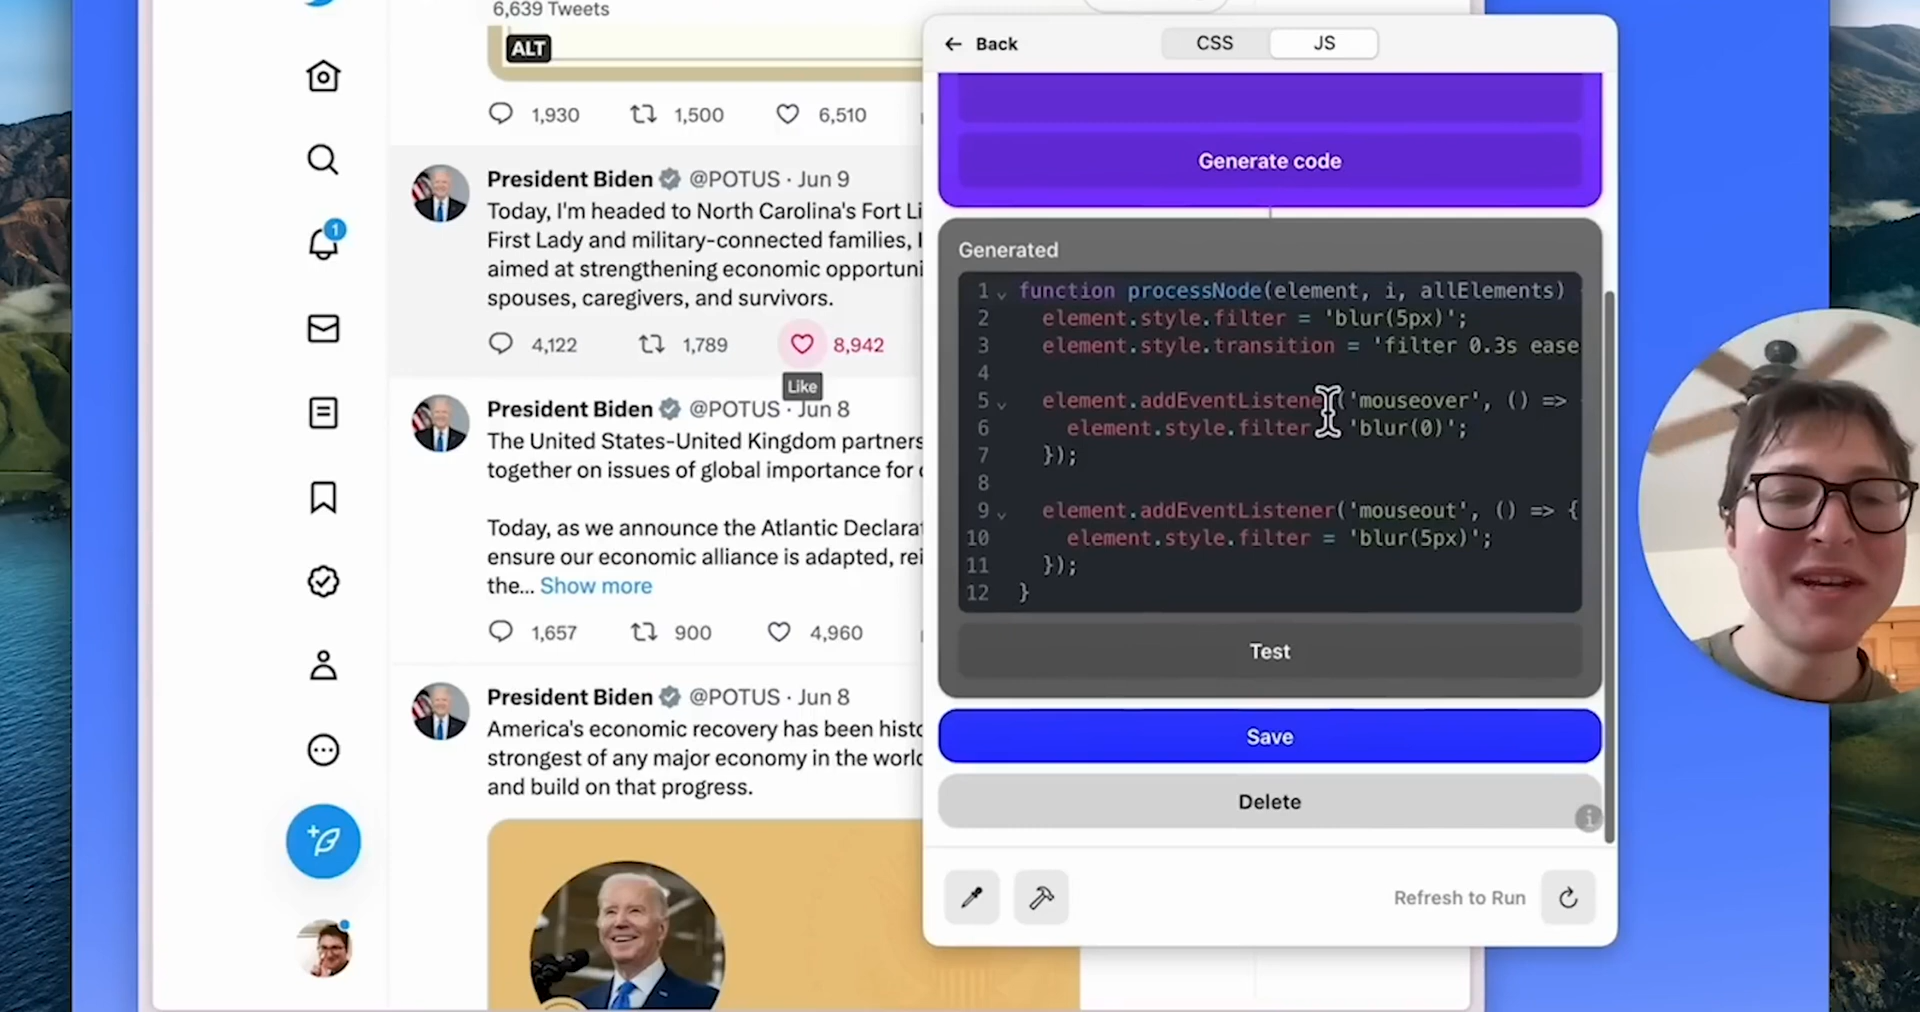 6,639 Tweets
ALT
1,930 1,500 6,510
President Biden @POTUS · Jun 9
Today, I'm headed to North Carolina's Fort Li
First Lady and military-connected families, I
aimed at strengthening economic opportuni
spouses, caregivers, and survivors.
4,122 1,789 8,942
Like
President Biden @POTUS · Jun 8
The United States-United Kingdom partners
together on issues of global importance for
Today, as we announce the Atlantic Declarat
ensure our economic alliance is adapted, rei
the... Show more
1,657 900 4,960
President Biden @POTUS · Jun 8
America's economic recovery has been histo
strongest of any major economy in the world
and build on that progress.
1
Back
CSS JS
Generate code
Generated
1 function processNode(element, i, allElements)
2 element.style.filter = 'blur(5px)';
3 element.style.transition = 'filter 0.3s ease
4
5 element.addEventListener('mouseover', () =>
6 element.style.filter 'blur(0)';
7 });
8
9 element.addEventListener('mouseout', () => {
10 element.style.filter = 'blur(5px)';
11 });
12 }
Test
Save
Delete
Refresh to Run